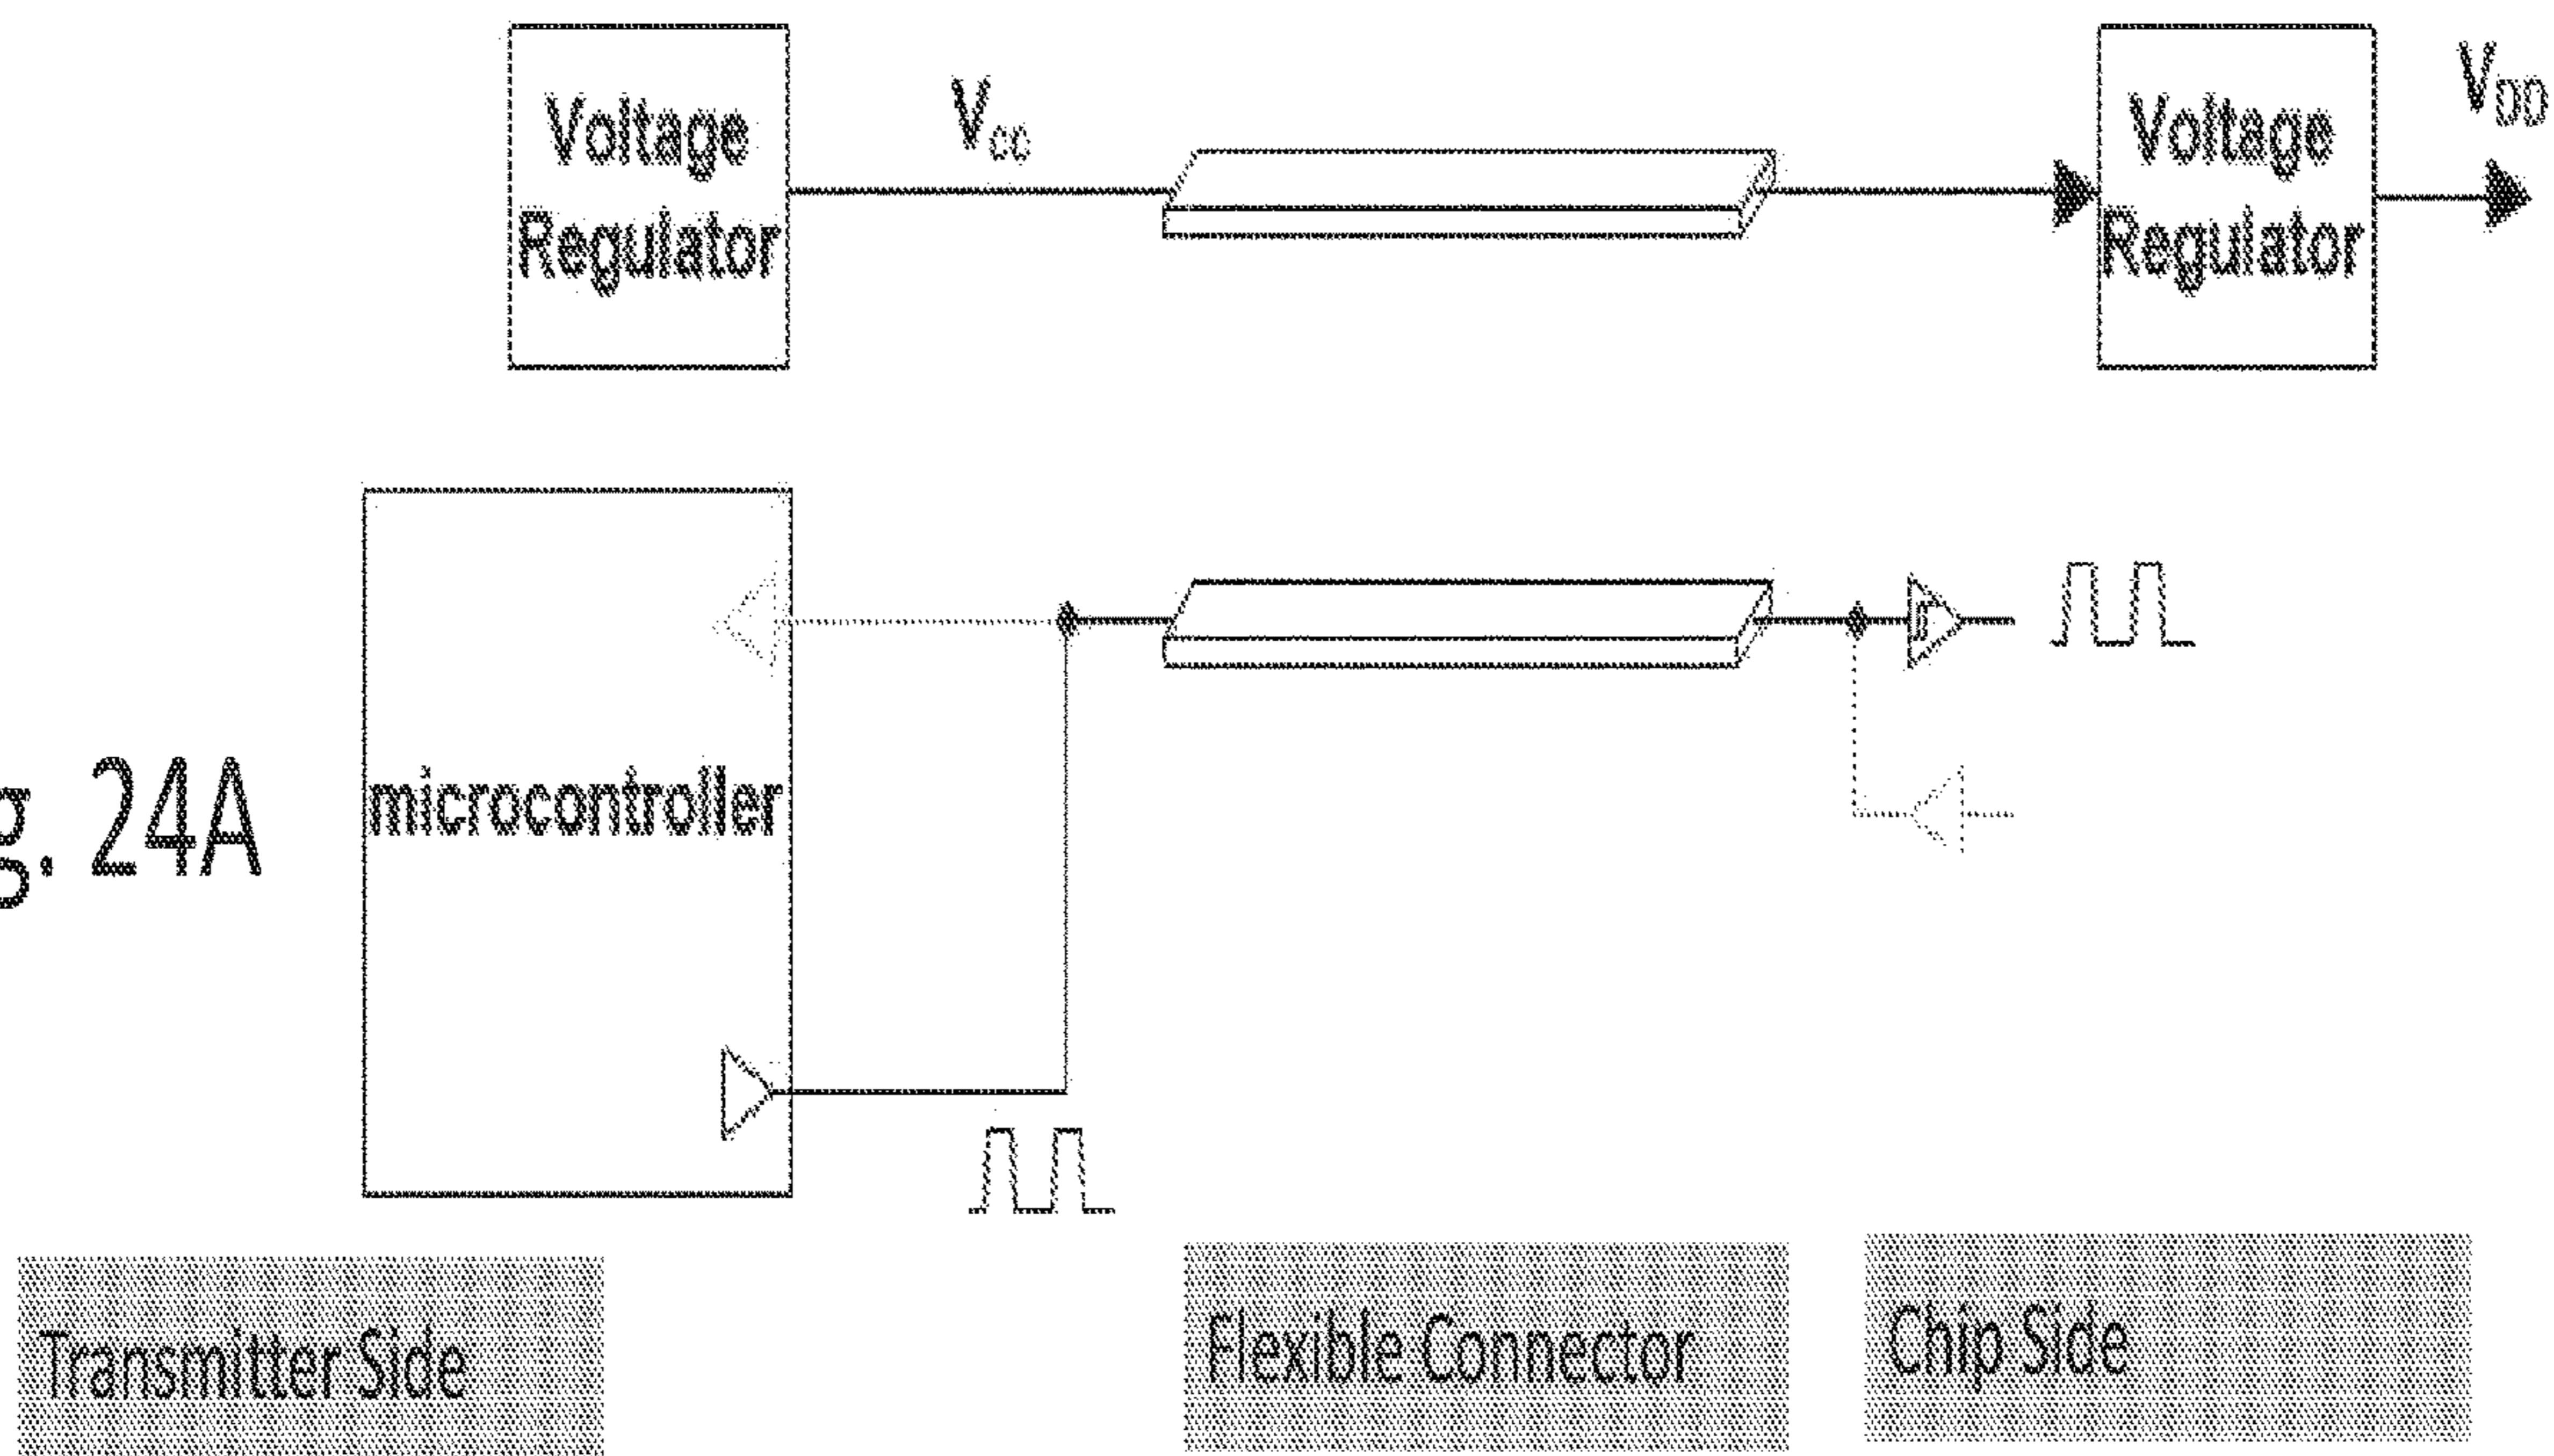 Voltage
Regulator
Vcc
Voltage
Regulator
VDD
g. 24A
microcontroller
Transmitter Side
Flexible Connector
Chip Side